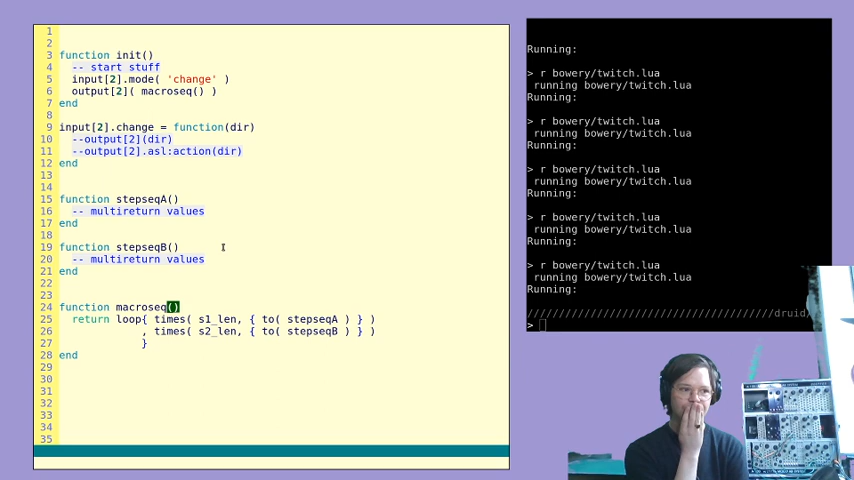 1
2
3 function init()
4 -- start stuff
5 input[2].mode( 'change' )
6 output[2]( macroseq() )
7 end
8
9 input[2].change = function(dir)
10 --output[2](dir)
11 --output[2].asl:action(dir)
12 end
13
14
15 function stepseqA()
16 -- multireturn values
17 end
18
19 function stepseqB()
20 -- multireturn values
21 end
22
23
24 function macroseq()
25 return loop{ times( s1_len, { to( stepseqA ) } )
26 , times( s2_len, { to( stepseqB ) } )
27 }
28 end
29
30
31
32
33
34
35
Running:
> r bowery/twitch.lua
running bowery/twitch.lua
Running:
> r bowery/twitch.lua
running bowery/twitch.lua
Running:
> r bowery/twitch.lua
running bowery/twitch.lua
Running:
> r bowery/twitch.lua
running bowery/twitch.lua
Running:
> r bowery/twitch.lua
running bowery/twitch.lua
Running:
/////////////////////////////////////////druid/
>